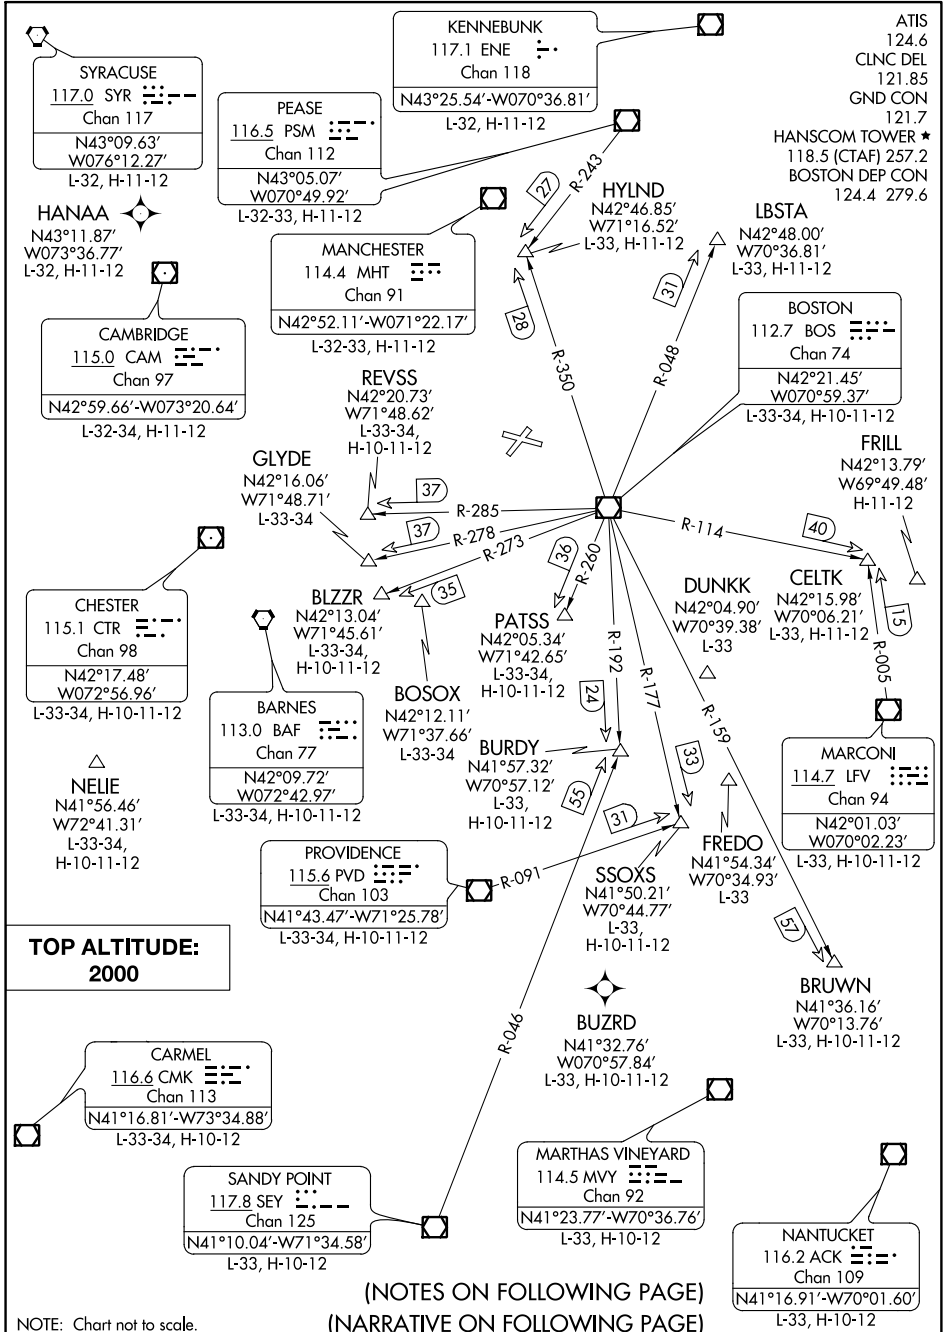 KENNEBUNK
117.1 ENE
Chan 118
N43°25.54′-W070°36.81′
L-32, H-11-12
ATIS
124.6
CLNC DEL
121.85
GND CON
121.7
HANSCOM TOWER ★
118.5 (CTAF) 257.2
BOSTON DEP CON
124.4 279.6
SYRACUSE
117.0 SYR
Chan 117
N43°09.63′
W076°12.27′
L-32, H-11-12
PEASE
116.5 PSM
Chan 112
N43°05.07′
W070°49.92′
L-32-33, H-11-12
HANAA
N43°11.87′
W073°36.77′
L-32, H-11-12
MANCHESTER
114.4 MHT
Chan 91
N42°52.11′-W071°22.17′
L-32-33, H-11-12
R-243
27
HYLND
N42°46.85′
W71°16.52′
L-33, H-11-12
LBSTA
N42°48.00′
W70°36.81′
L-33, H-11-12
28
31
R-350
R-048
CAMBRIDGE
115.0 CAM
Chan 97
N42°59.66′-W073°20.64′
L-32-34, H-11-12
BOSTON
112.7 BOS
Chan 74
N42°21.45′
W070°59.37′
L-33-34, H-10-11-12
REVSS
N42°20.73′
W71°48.62′
L-33-34,
H-10-11-12
GLYDE
N42°16.06′
W71°48.71′
L-33-34
FRILL
N42°13.79′
W69°49.48′
H-11-12
37
R-285
37
R-278
R-273
35
36
R-260
R-114
40
CHESTER
115.1 CTR
Chan 98
N42°17.48′
W072°56.96′
L-33-34, H-10-11-12
BLZZR
N42°13.04′
W71°45.61′
L-33-34,
H-10-11-12
PATSS
N42°05.34′
W71°42.65′
L-33-34,
H-10-11-12
DUNKK
N42°04.90′
W70°39.38′
L-33
CELTK
N42°15.98′
W70°06.21′
L-33, H-11-12
15
R-005
R-192
R-177
R-159
BARNES
113.0 BAF
Chan 77
N42°09.72′
W072°42.97′
L-33-34, H-10-11-12
BOSOX
N42°12.11′
W71°37.66′
L-33-34
24
33
BURDY
N41°57.32′
W70°57.12′
L-33,
H-10-11-12
55
MARCONI
114.7 LFV
Chan 94
N42°01.03′
W070°02.23′
L-33, H-10-11-12
NELIE
N41°56.46′
W72°41.31′
L-33-34,
H-10-11-12
FREDO
N41°54.34′
W70°34.93′
L-33
PROVIDENCE
115.6 PVD
Chan 103
N41°43.47′-W71°25.78′
L-33-34, H-10-11-12
R-091
31
SSOXS
N41°50.21′
W70°44.77′
L-33,
H-10-11-12
57
BRUWN
N41°36.16′
W70°13.76′
L-33, H-10-11-12
TOP ALTITUDE:
2000
BUZRD
N41°32.76′
W070°57.84′
L-33, H-10-11-12
R-046
CARMEL
116.6 CMK
Chan 113
N41°16.81′-W73°34.88′
L-33-34, H-10-12
MARTHAS VINEYARD
114.5 MVY
Chan 92
N41°23.77′-W70°36.76′
L-33, H-10-12
SANDY POINT
117.8 SEY
Chan 125
N41°10.04′-W71°34.58′
L-33, H-10-12
NANTUCKET
116.2 ACK
Chan 109
N41°16.91′-W70°01.60′
L-33, H-10-12
(NOTES ON FOLLOWING PAGE)
(NARRATIVE ON FOLLOWING PAGE)
NOTE: Chart not to scale.